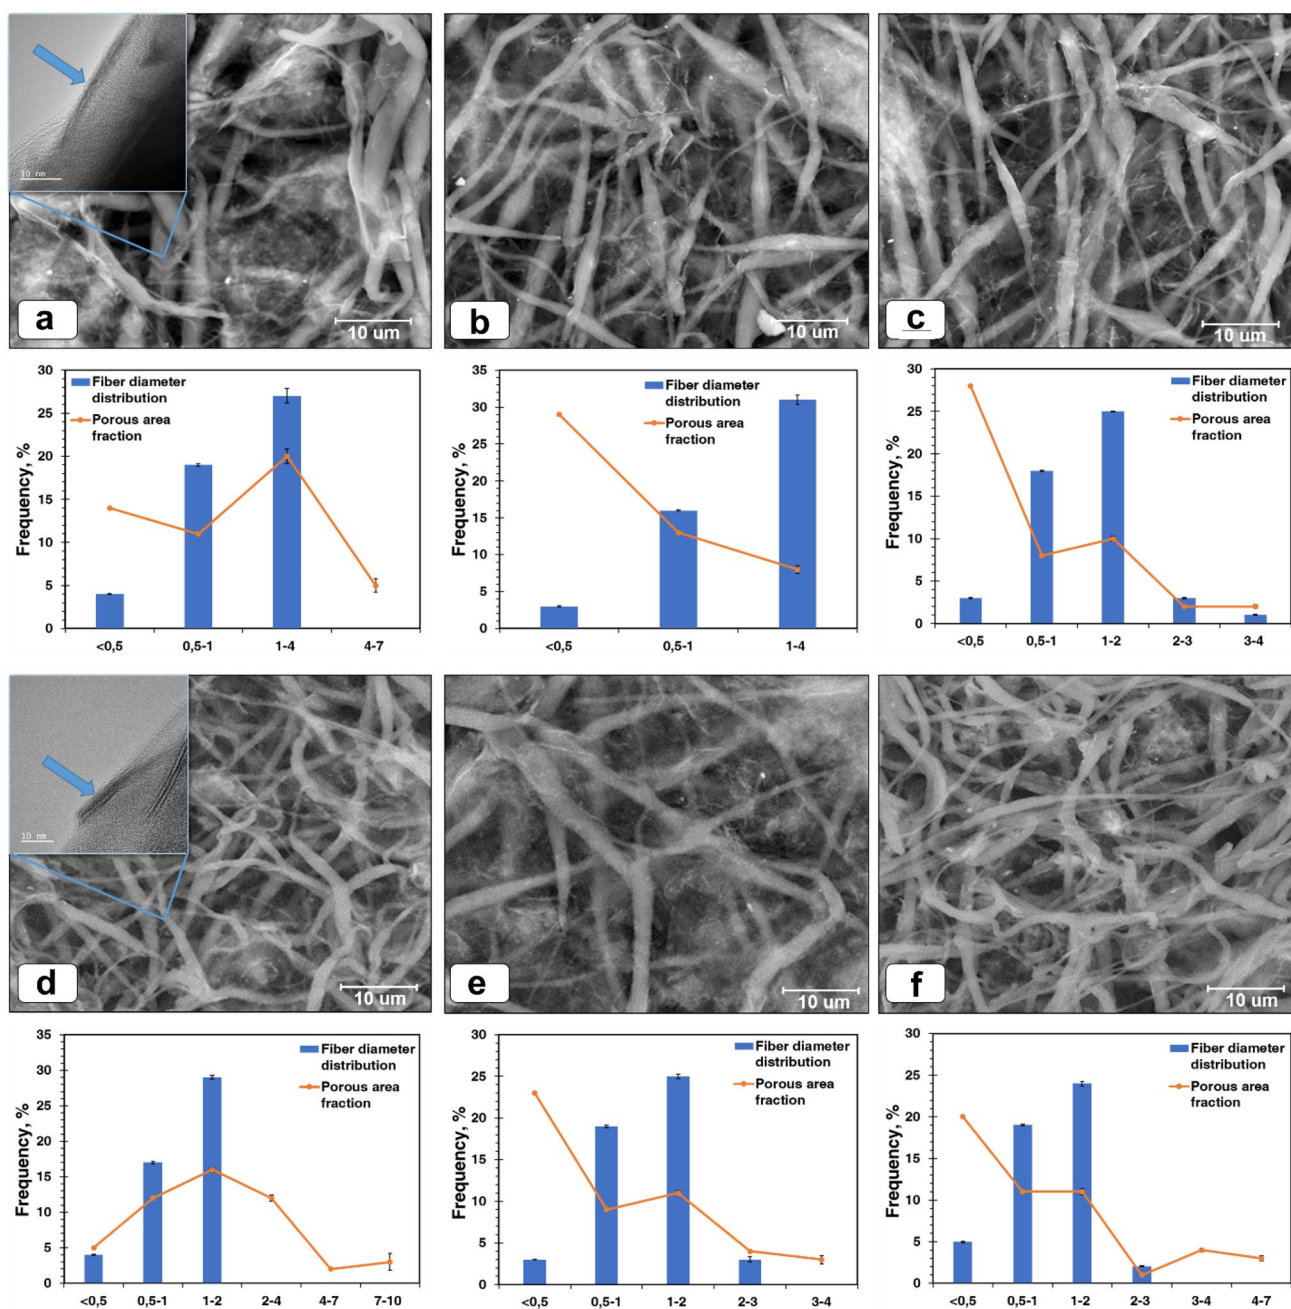 10 nm
a
10 um
b
10 um
c
10 um
Fiber diameter
distribution
Porous area
fraction
Frequency, %
30
25
20
15
10
5
0
<0,5
0,5-1
1-4
4-7
Fiber diameter
distribution
Porous area
fraction
Frequency, %
35
30
25
20
15
10
5
0
<0,5
0,5-1
1-4
Fiber diameter
distribution
Porous area
fraction
Frequency, %
30
25
20
15
10
5
0
<0,5
0,5-1
1-2
2-3
3-4
10 nm
d
10 um
e
10 um
f
10 um
Fiber diameter
distribution
Porous area
fraction
Frequency, %
35
30
25
20
15
10
5
0
<0,5
0,5-1
1-2
2-4
4-7
7-10
Fiber diameter
distribution
Porous area
fraction
Frequency, %
30
25
20
15
10
5
0
<0,5
0,5-1
1-2
2-3
3-4
Fiber diameter
distribution
Porous area
fraction
Frequency, %
30
25
20
15
10
5
0
<0,5
0,5-1
1-2
2-3
3-4
4-7